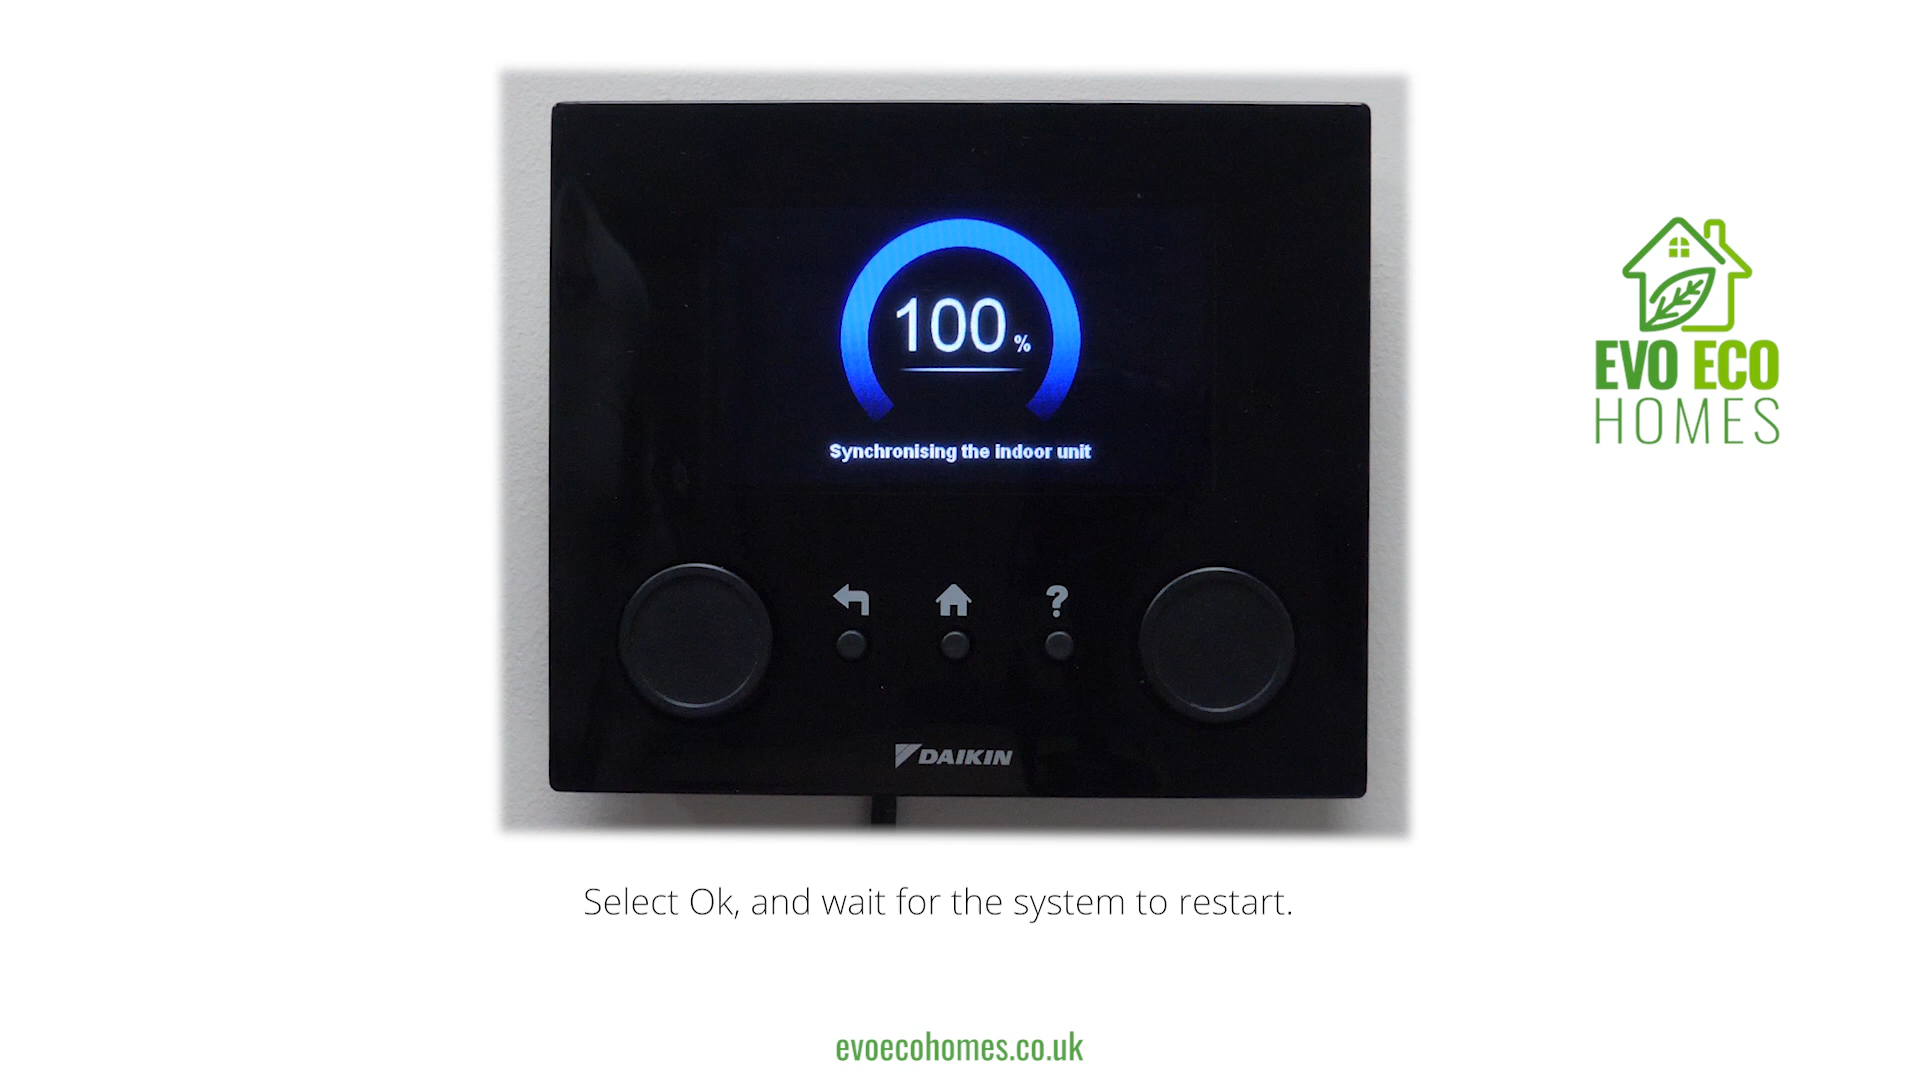 100 %
Synchronising the indoor unit
?
DAIKIN
EVO ECO
HOMES
Select Ok, and wait for the system to restart.
evoecohomes.co.uk